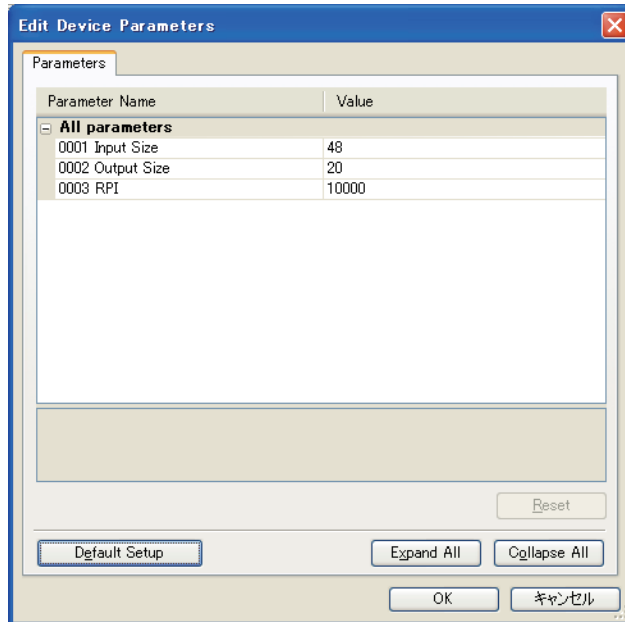 Edit Device Parameters
Parameters
Parameter Name Value
All parameters
0001 Input Size 48
0002 Output Size 20
0003 RPI 10000
Reset
Default Setup Expand All Collapse All
OK キャンセル